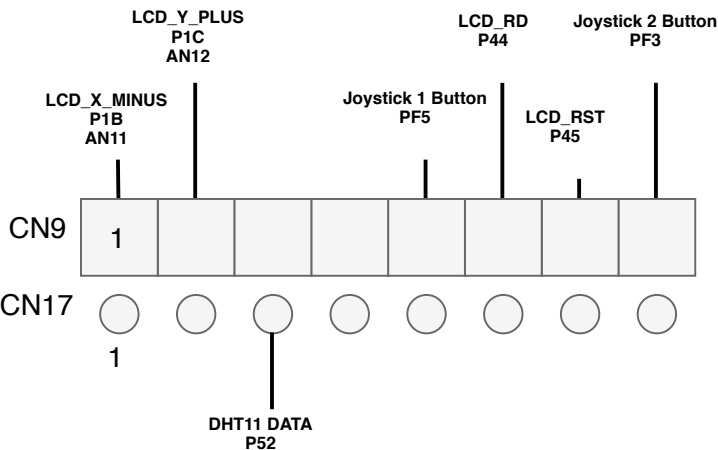 LCD_Y_PLUS
P1C
AN12
LCD_RD
P44
Joystick 2 Button
PF3
LCD_X_MINUS
P1B
AN11
Joystick 1 Button
PF5
LCD_RST
P45
CN9
1
CN17
1
DHT11 DATA
P52